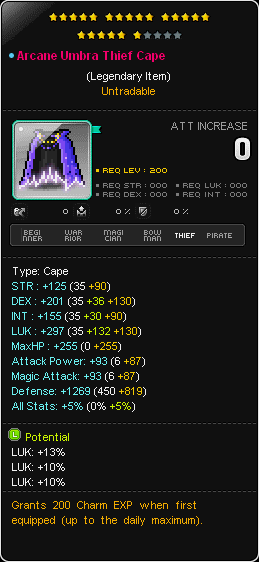 Arcane Umbra Thief Cape
(Legendary Item)
Untradable
ATT INCREASE
0
REQ LEV : 200
REQ STR : 000
REQ LUK : 000
REQ DEX : 000
REQ INT : 000
0
0 %
0 %
BEGINNER
WARRIOR
MAGICIAN
BOWMAN
THIEF
PIRATE
Type: Cape
STR : +125 (35 +90)
DEX : +201 (35 +36 +130)
INT : +155 (35 +30 +90)
LUK : +297 (35 +132 +130)
MaxHP : +255 (0 +255)
Attack Power: +93 (6 +87)
Magic Attack: +93 (6 +87)
Defense: +1269 (450 +819)
All Stats: +5% (0% +5%)
L Potential
LUK: +13%
LUK: +10%
LUK: +10%
Grants 200 Charm EXP when first
equipped (up to the daily maximum).